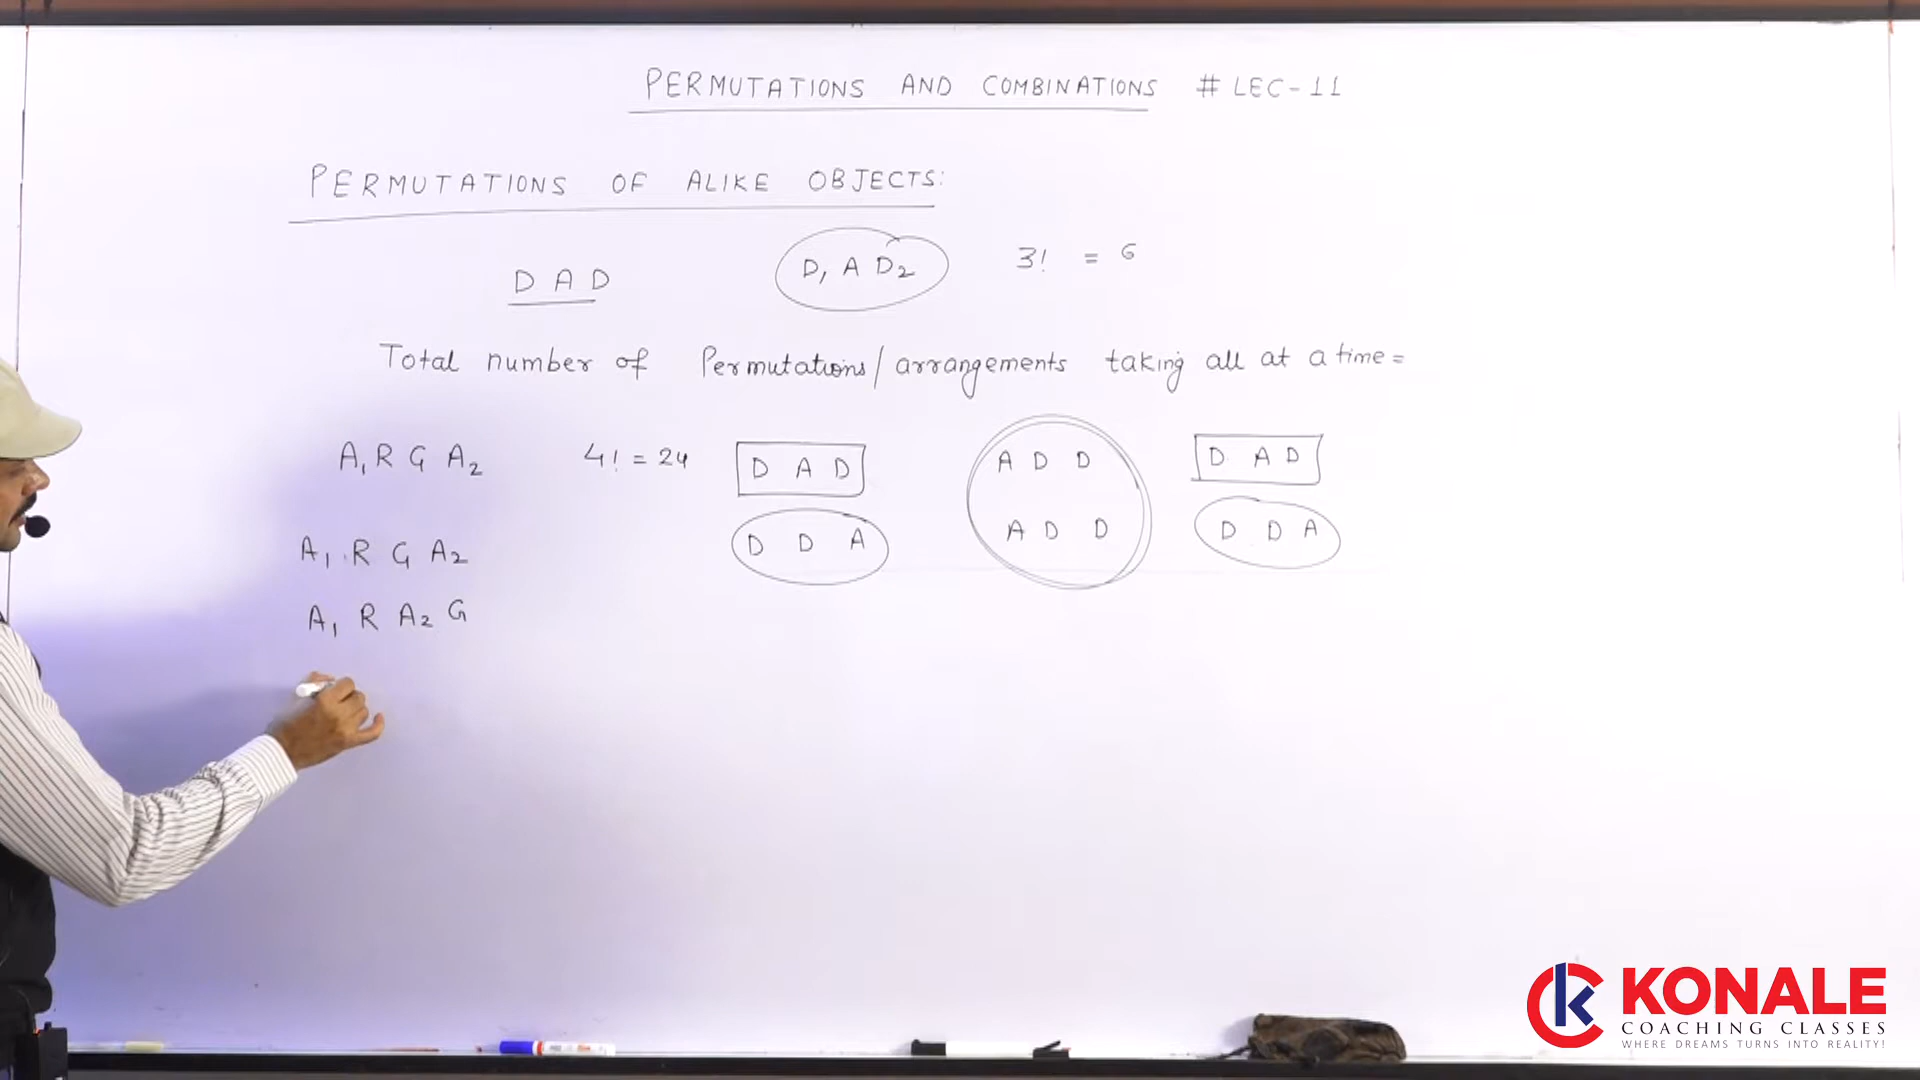 PERMUTATIONS AND COMBINATIONS # LEC-11
PERMUTATIONS OF ALIKE OBJECTS:
D A D D1 A D2 3! = 6
Total number of Permutations/arrangements taking all at a time =
A1 R G A2 4! = 24 D A D A D D D A D
D D A A D D D D A
A1 R G A2
A1 R A2 G
KONALE
COACHING CLASSES
WHERE DREAMS TURNS INTO REALITY!